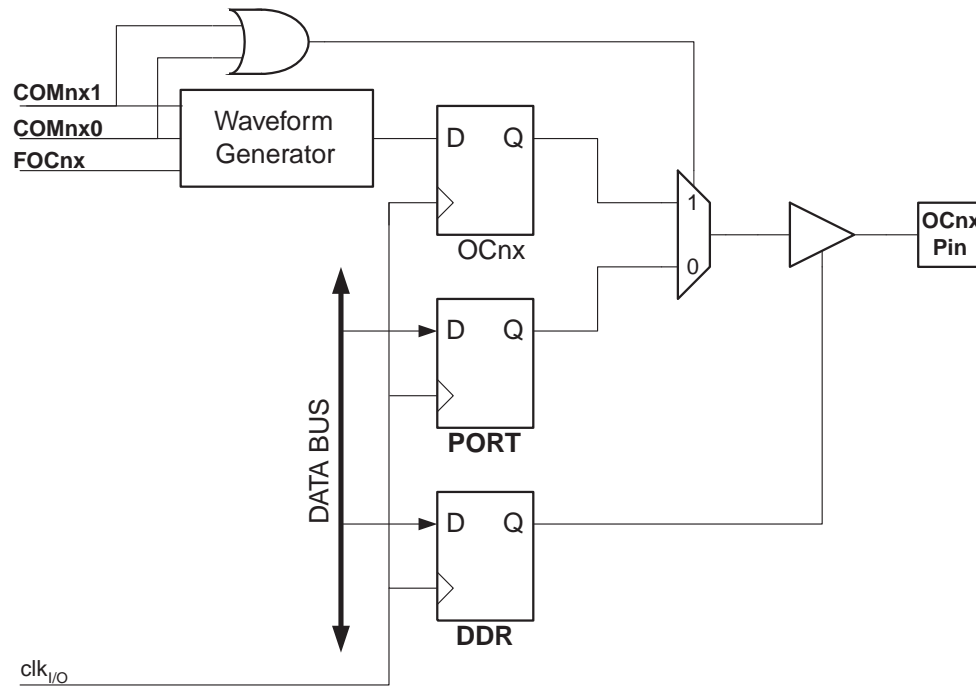 COMnx1
COMnx0
FOCnx
Waveform
Generator
D Q
OCnx
1
0
OCnx
Pin
D Q
PORT
DATA BUS
D Q
DDR
clkI/O